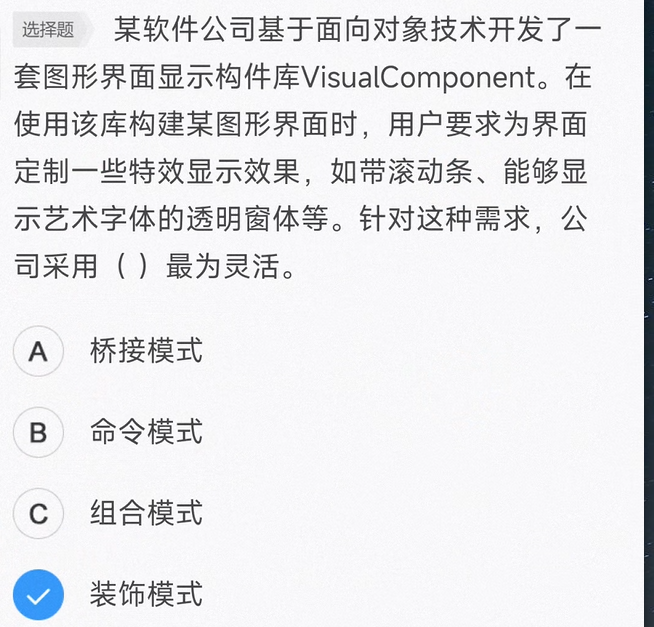 选择题 某软件公司基于面向对象技术开发了一
套图形界面显示构件库VisualComponent。在
使用该库构建某图形界面时，用户要求为界面
定制一些特效显示效果，如带滚动条、能够显
示艺术字体的透明窗体等。针对这种需求，公
司采用（ ）最为灵活。
A 桥接模式
B 命令模式
C 组合模式
装饰模式